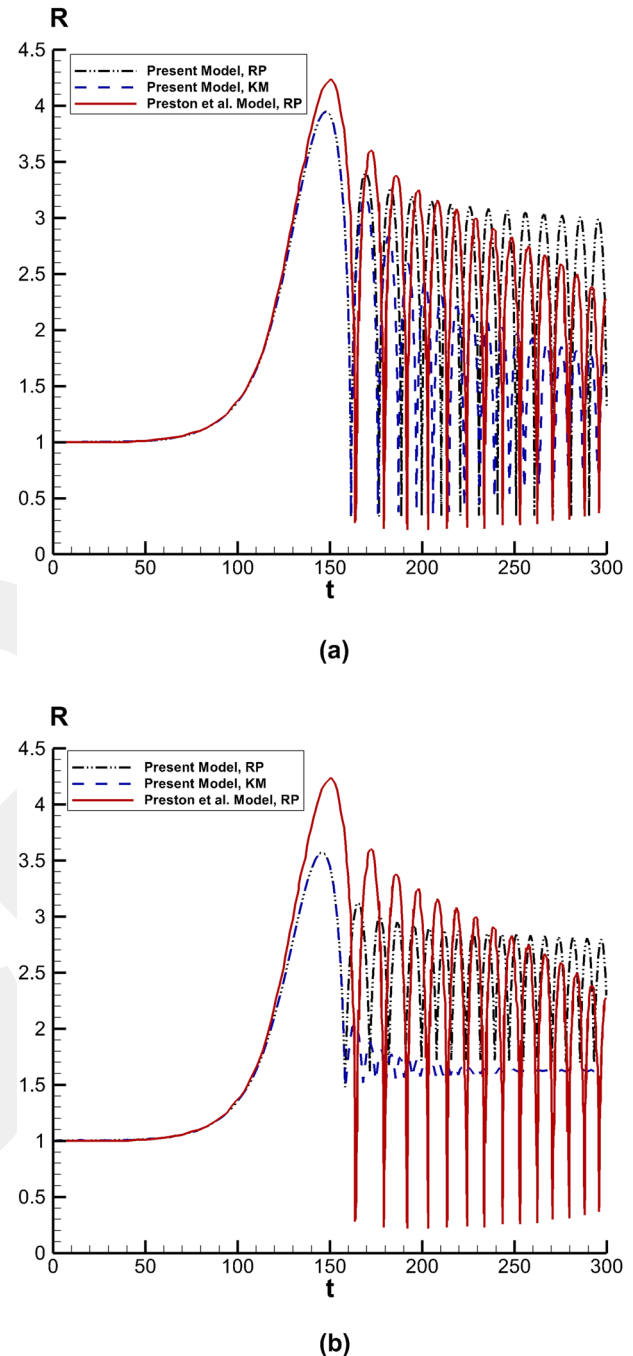 R
4.5
Present Model, RP
Present Model, KM
Preston et al. Model, RP
4
3.5
3
2.5
2
1.5
1
0.5
0
0 50 100 150 200 250 300
t
(a)
R
4.5
Present Model, RP
Present Model, KM
Preston et al. Model, RP
4
3.5
3
2.5
2
1.5
1
0.5
0
0 50 100 150 200 250 300
t
(b)